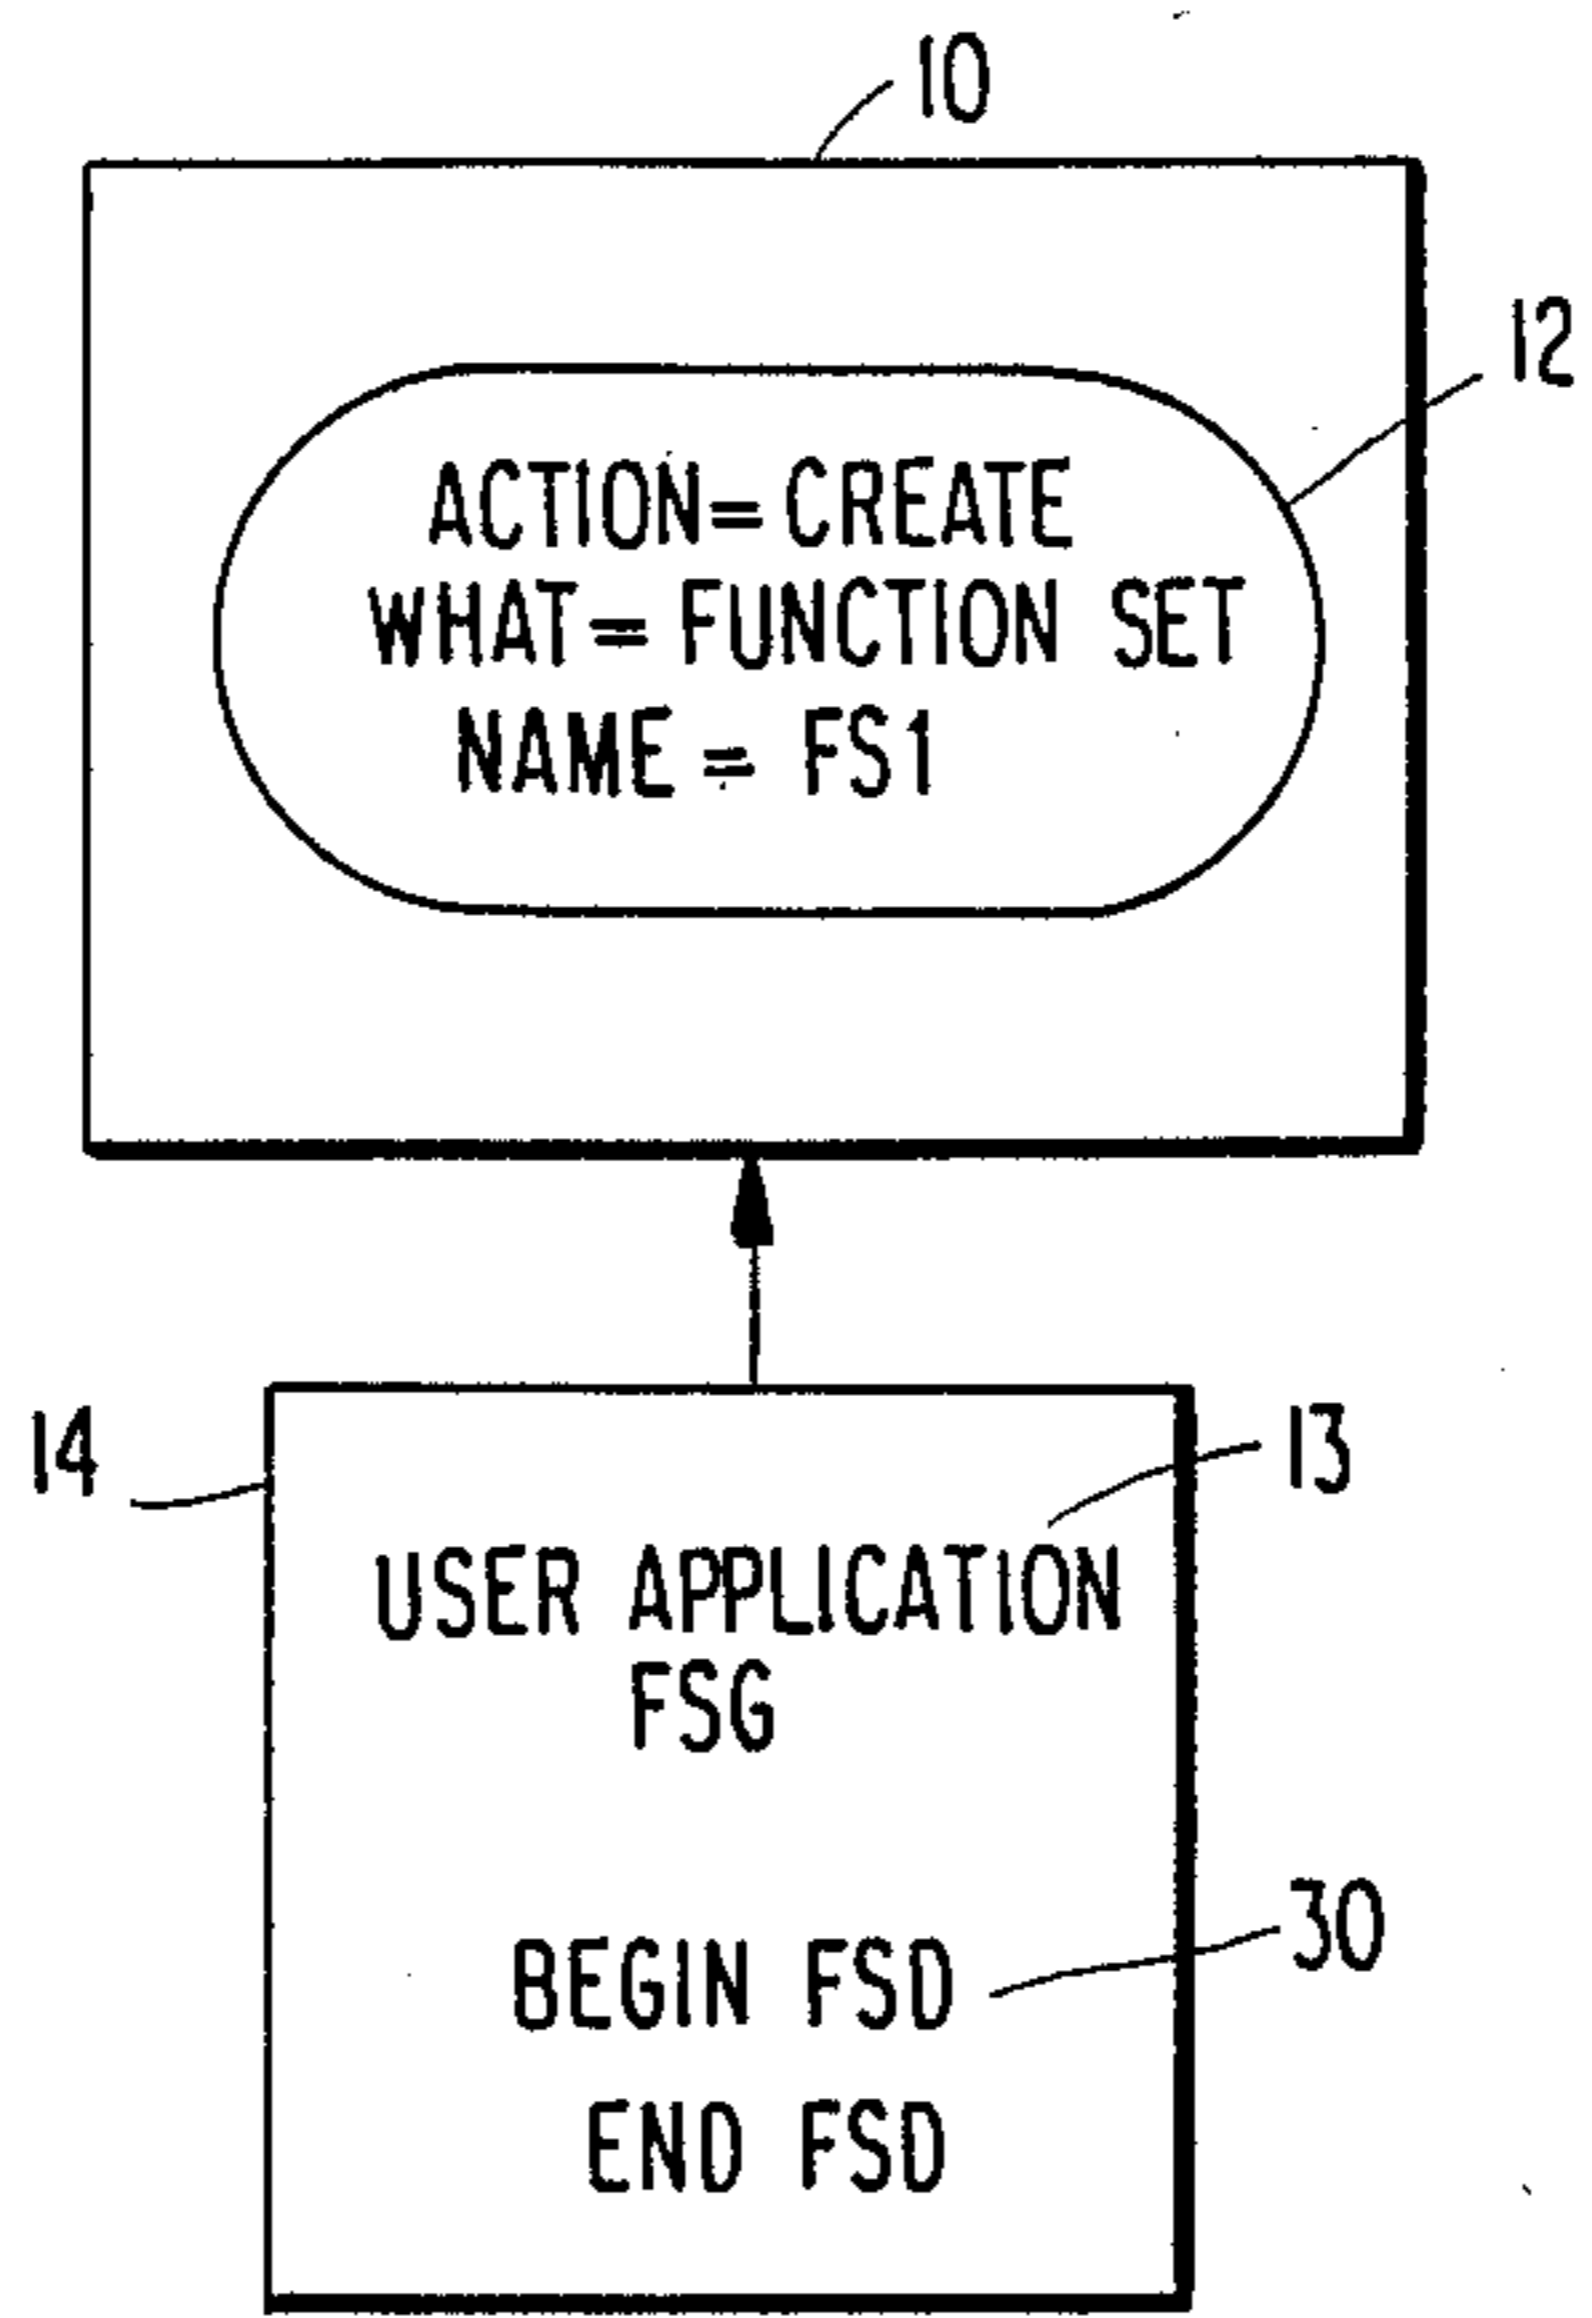 10
12
ACTION=CREATE
WHAT=FUNCTION SET
NAME = FS1
14
13
USER APPLICATION
FSG
30
BEGIN FSD
END FSD